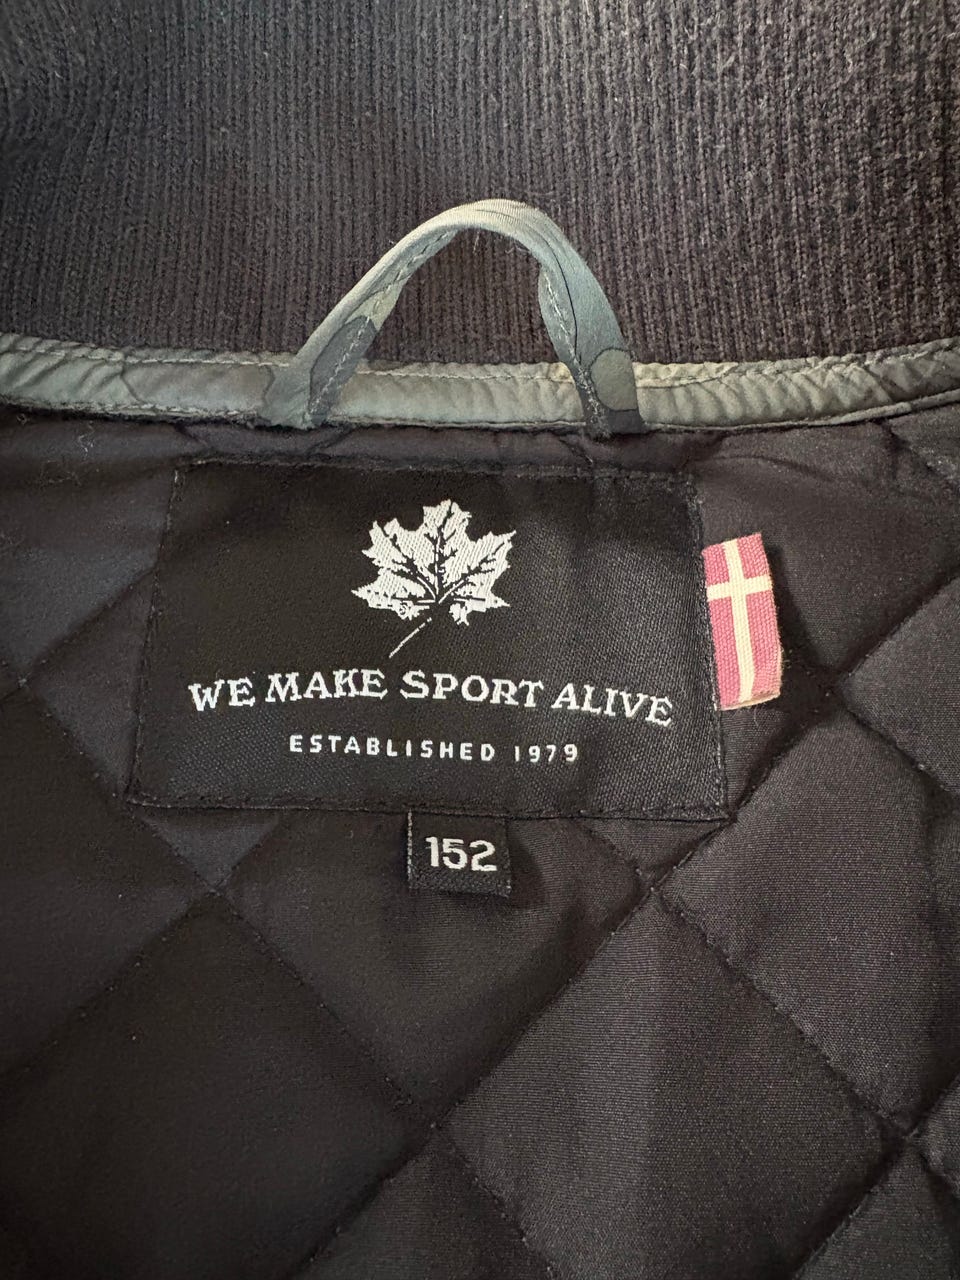 WE MAKE SPORT ALIVE
ESTABLISHED 1979
152